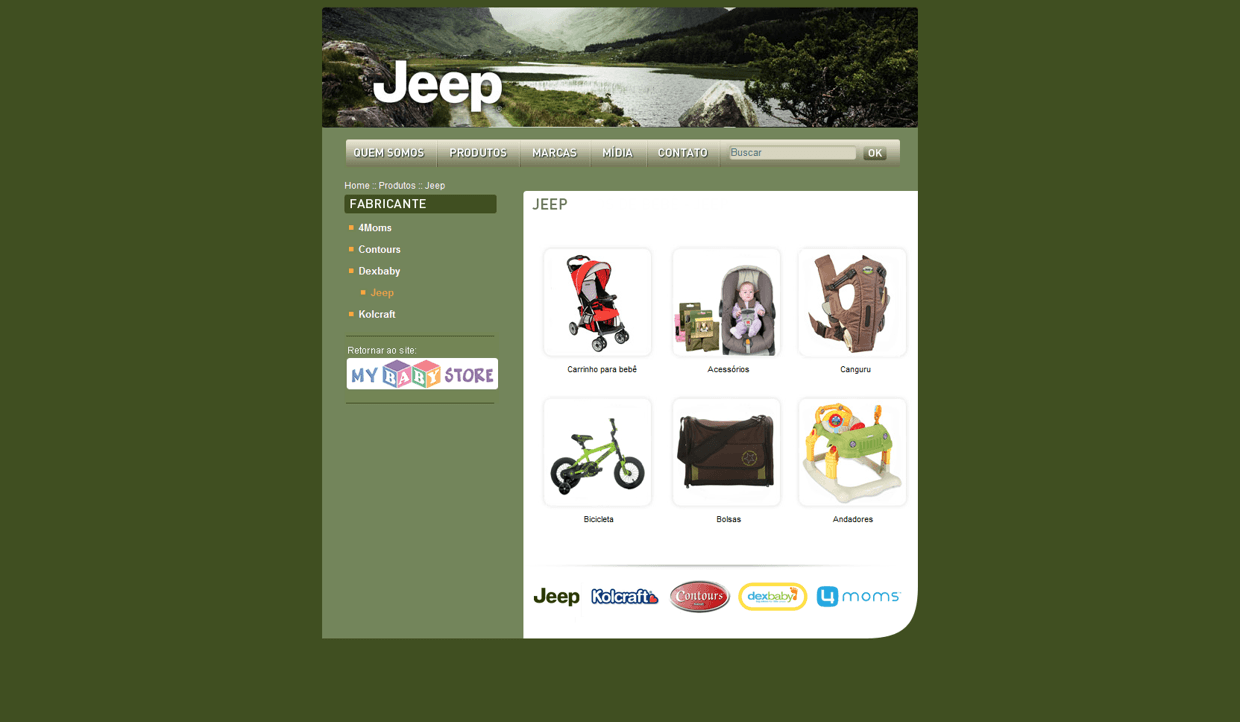 Jeep
QUEM SOMOS PRODUTOS MARCAS MÍDIA CONTATO Buscar OK
Home :: Produtos :: Jeep
FABRICANTE
4Moms
Contours
Dexbaby
Jeep
Kolcraft
Retornar ao site:
MY BABY STORE
JEEP
Carrinho para bebê Acessórios Canguru
Bicicleta Bolsas Andadores
Jeep Kolcraft Contours dexbaby 4moms